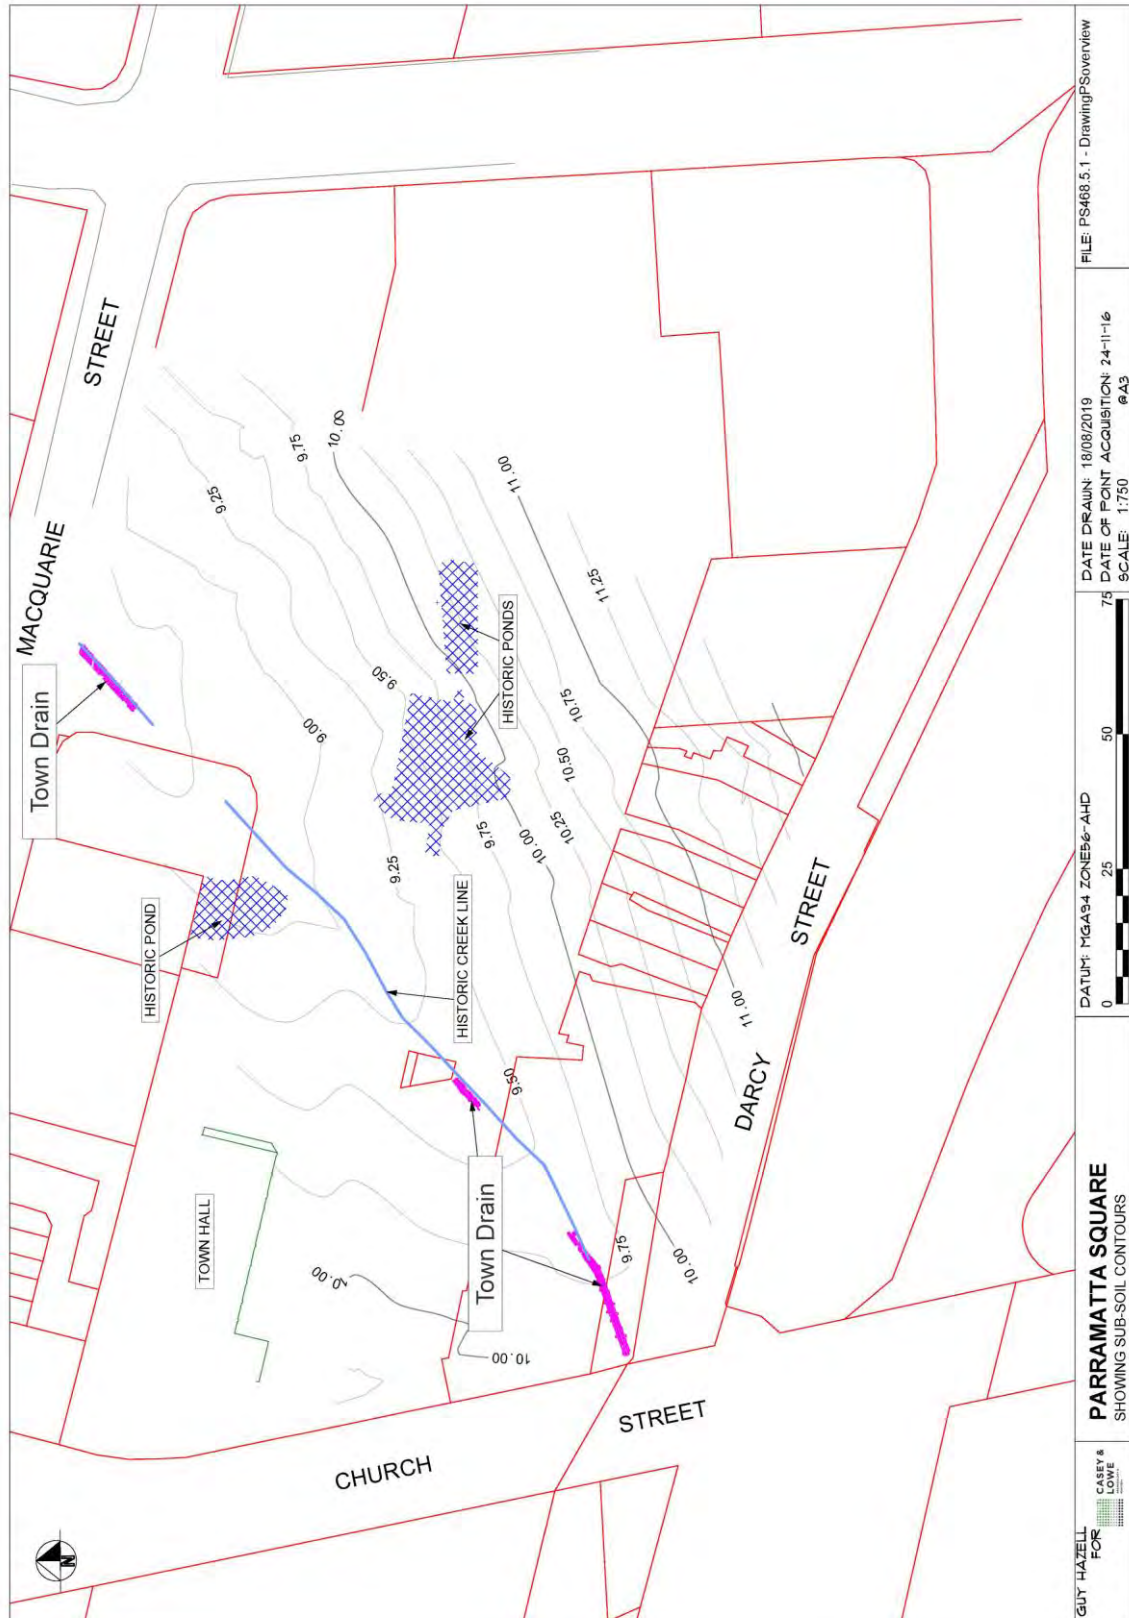 MACQUARIE
STREET
Town Drain
HISTORIC POND
9.25
9.75
10.00
11.00
9.00
9.50
HISTORIC PONDS
11.25
10.75
10.50
10.25
10.00
9.75
9.25
HISTORIC CREEK LINE
TOWN HALL
9.50
11.00
DARCY
STREET
Town Drain
10.00
10.00
9.75
10.00
CHURCH
STREET
N
GUY HAZELL
FOR
CASEY &
LOWE
PARRAMATTA SQUARE
SHOWING SUB-SOIL CONTOURS
DATUM: MGA94 ZONE56-AHD
0 25 50 75
DATE DRAWN: 18/08/2019
DATE OF POINT ACQUISITION: 24-11-16
SCALE: 1:750 @A3
FILE: PS468.5.1 - DrawingPSoverview